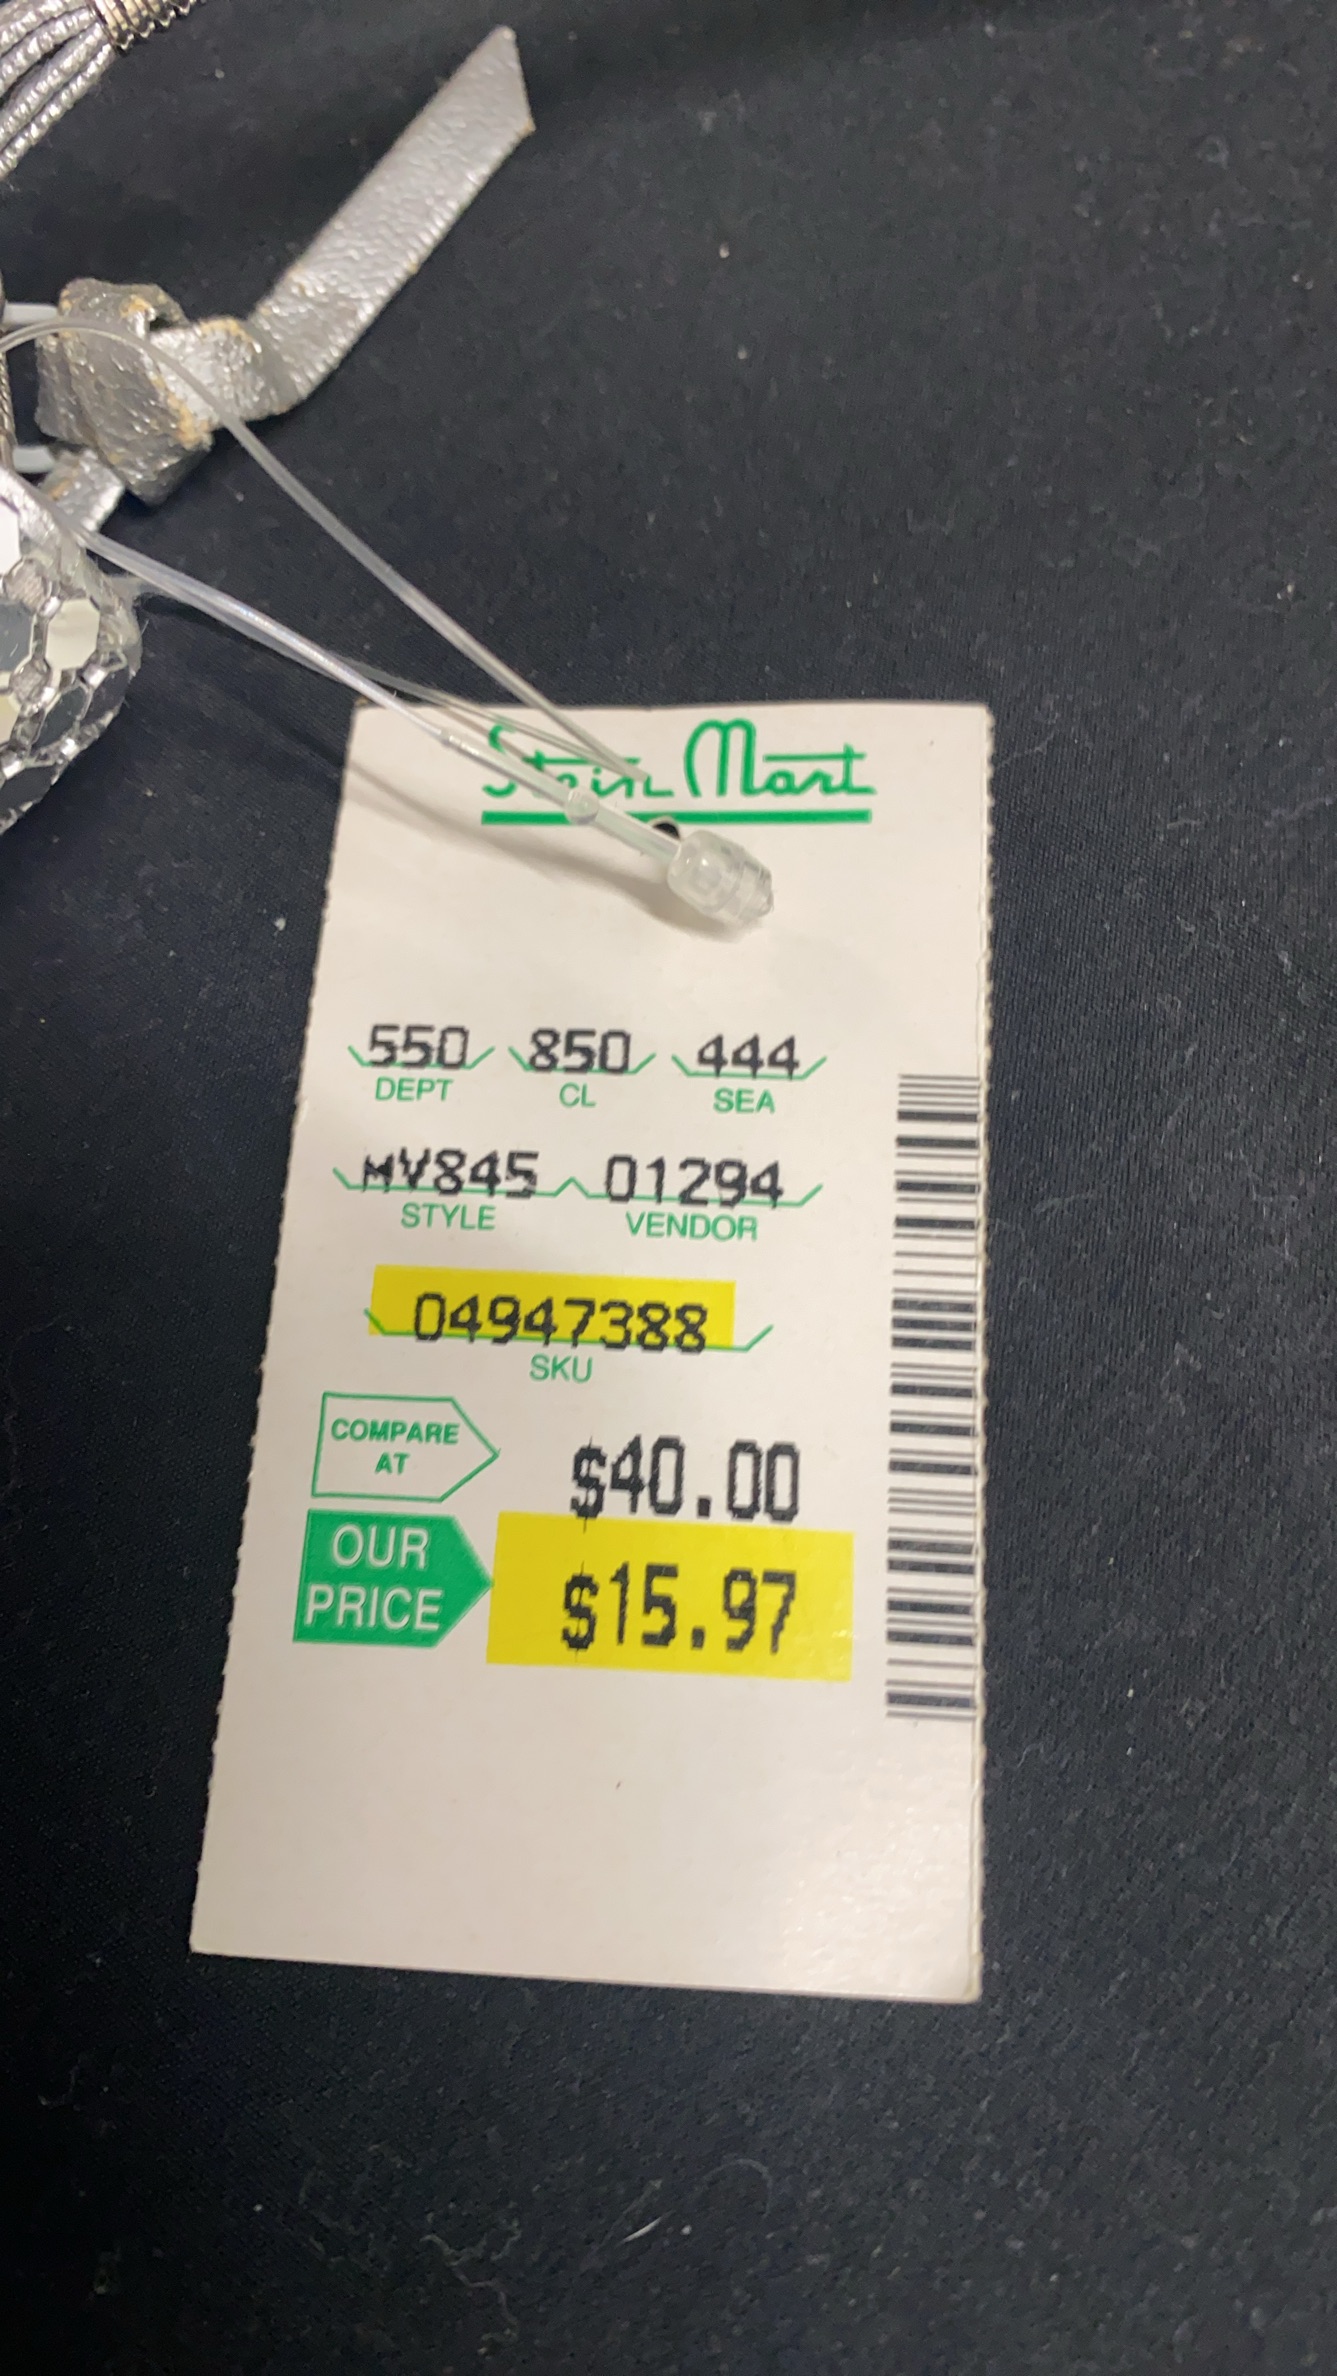 Stein Mart
550 850 444
DEPT CL SEA
MV845 01294
STYLE VENDOR
04947388
SKU
COMPARE
AT
$40.00
OUR
PRICE
$15.97